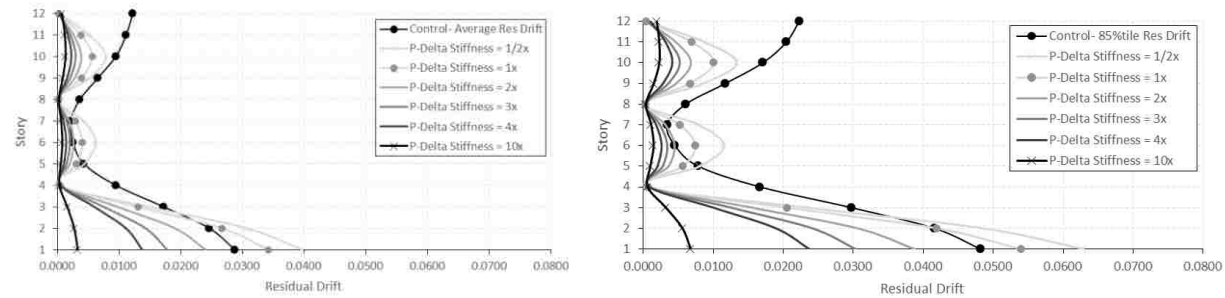 12
11
10
9
8
7
6
5
4
3
2
1
Story
0.0000 0.0100 0.0200 0.0300 0.0400 0.0500 0.0600 0.0700 0.0800
Residual Drift
Control- Average Res Drift
P-Delta Stiffness = 1/2x
P-Delta Stiffness = 1x
P-Delta Stiffness = 2x
P-Delta Stiffness = 3x
P-Delta Stiffness = 4x
P-Delta Stiffness = 10x
12
11
10
9
8
7
6
5
4
3
2
1
Story
0.0000 0.0100 0.0200 0.0300 0.0400 0.0500 0.0600 0.0700 0.0800
Residual Drift
Control- 85%tile Res Drift
P-Delta Stiffness = 1/2x
P-Delta Stiffness = 1x
P-Delta Stiffness = 2x
P-Delta Stiffness = 3x
P-Delta Stiffness = 4x
P-Delta Stiffness = 10x